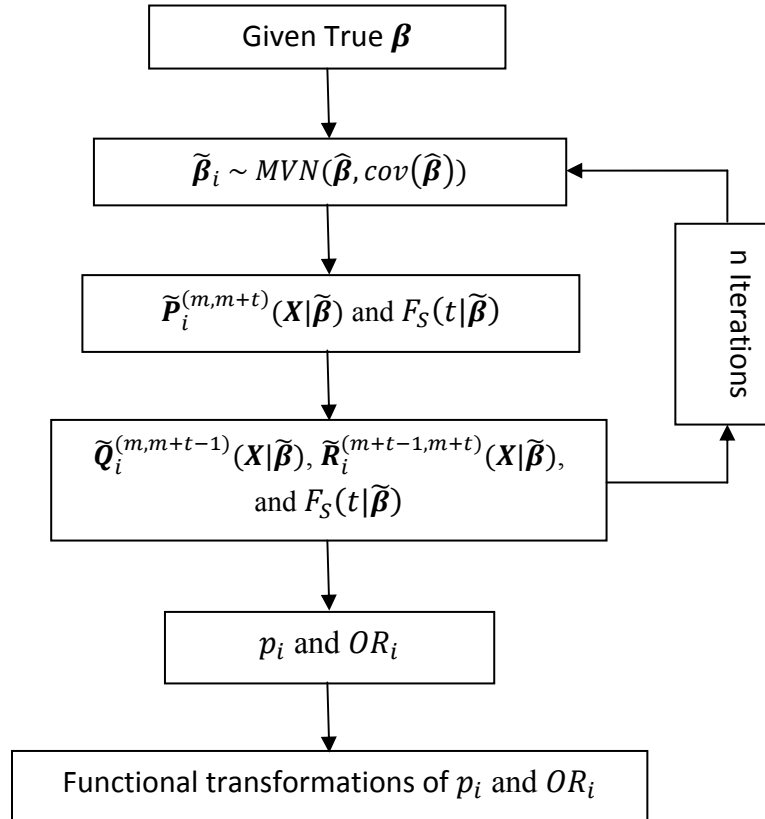 Given True 𝜷
𝜷̃ᵢ ~ MVN(𝜷̂, cov(𝜷̂))
𝑷̃ᵢ^(m,m+t)(𝑿|𝜷̃) and F_S(t|𝜷̃)
n Iterations
𝑸̃ᵢ^(m,m+t−1)(𝑿|𝜷̃), 𝑹̃ᵢ^(m+t−1,m+t)(𝑿|𝜷̃),
and F_S(t|𝜷̃)
pᵢ and ORᵢ
Functional transformations of pᵢ and ORᵢ